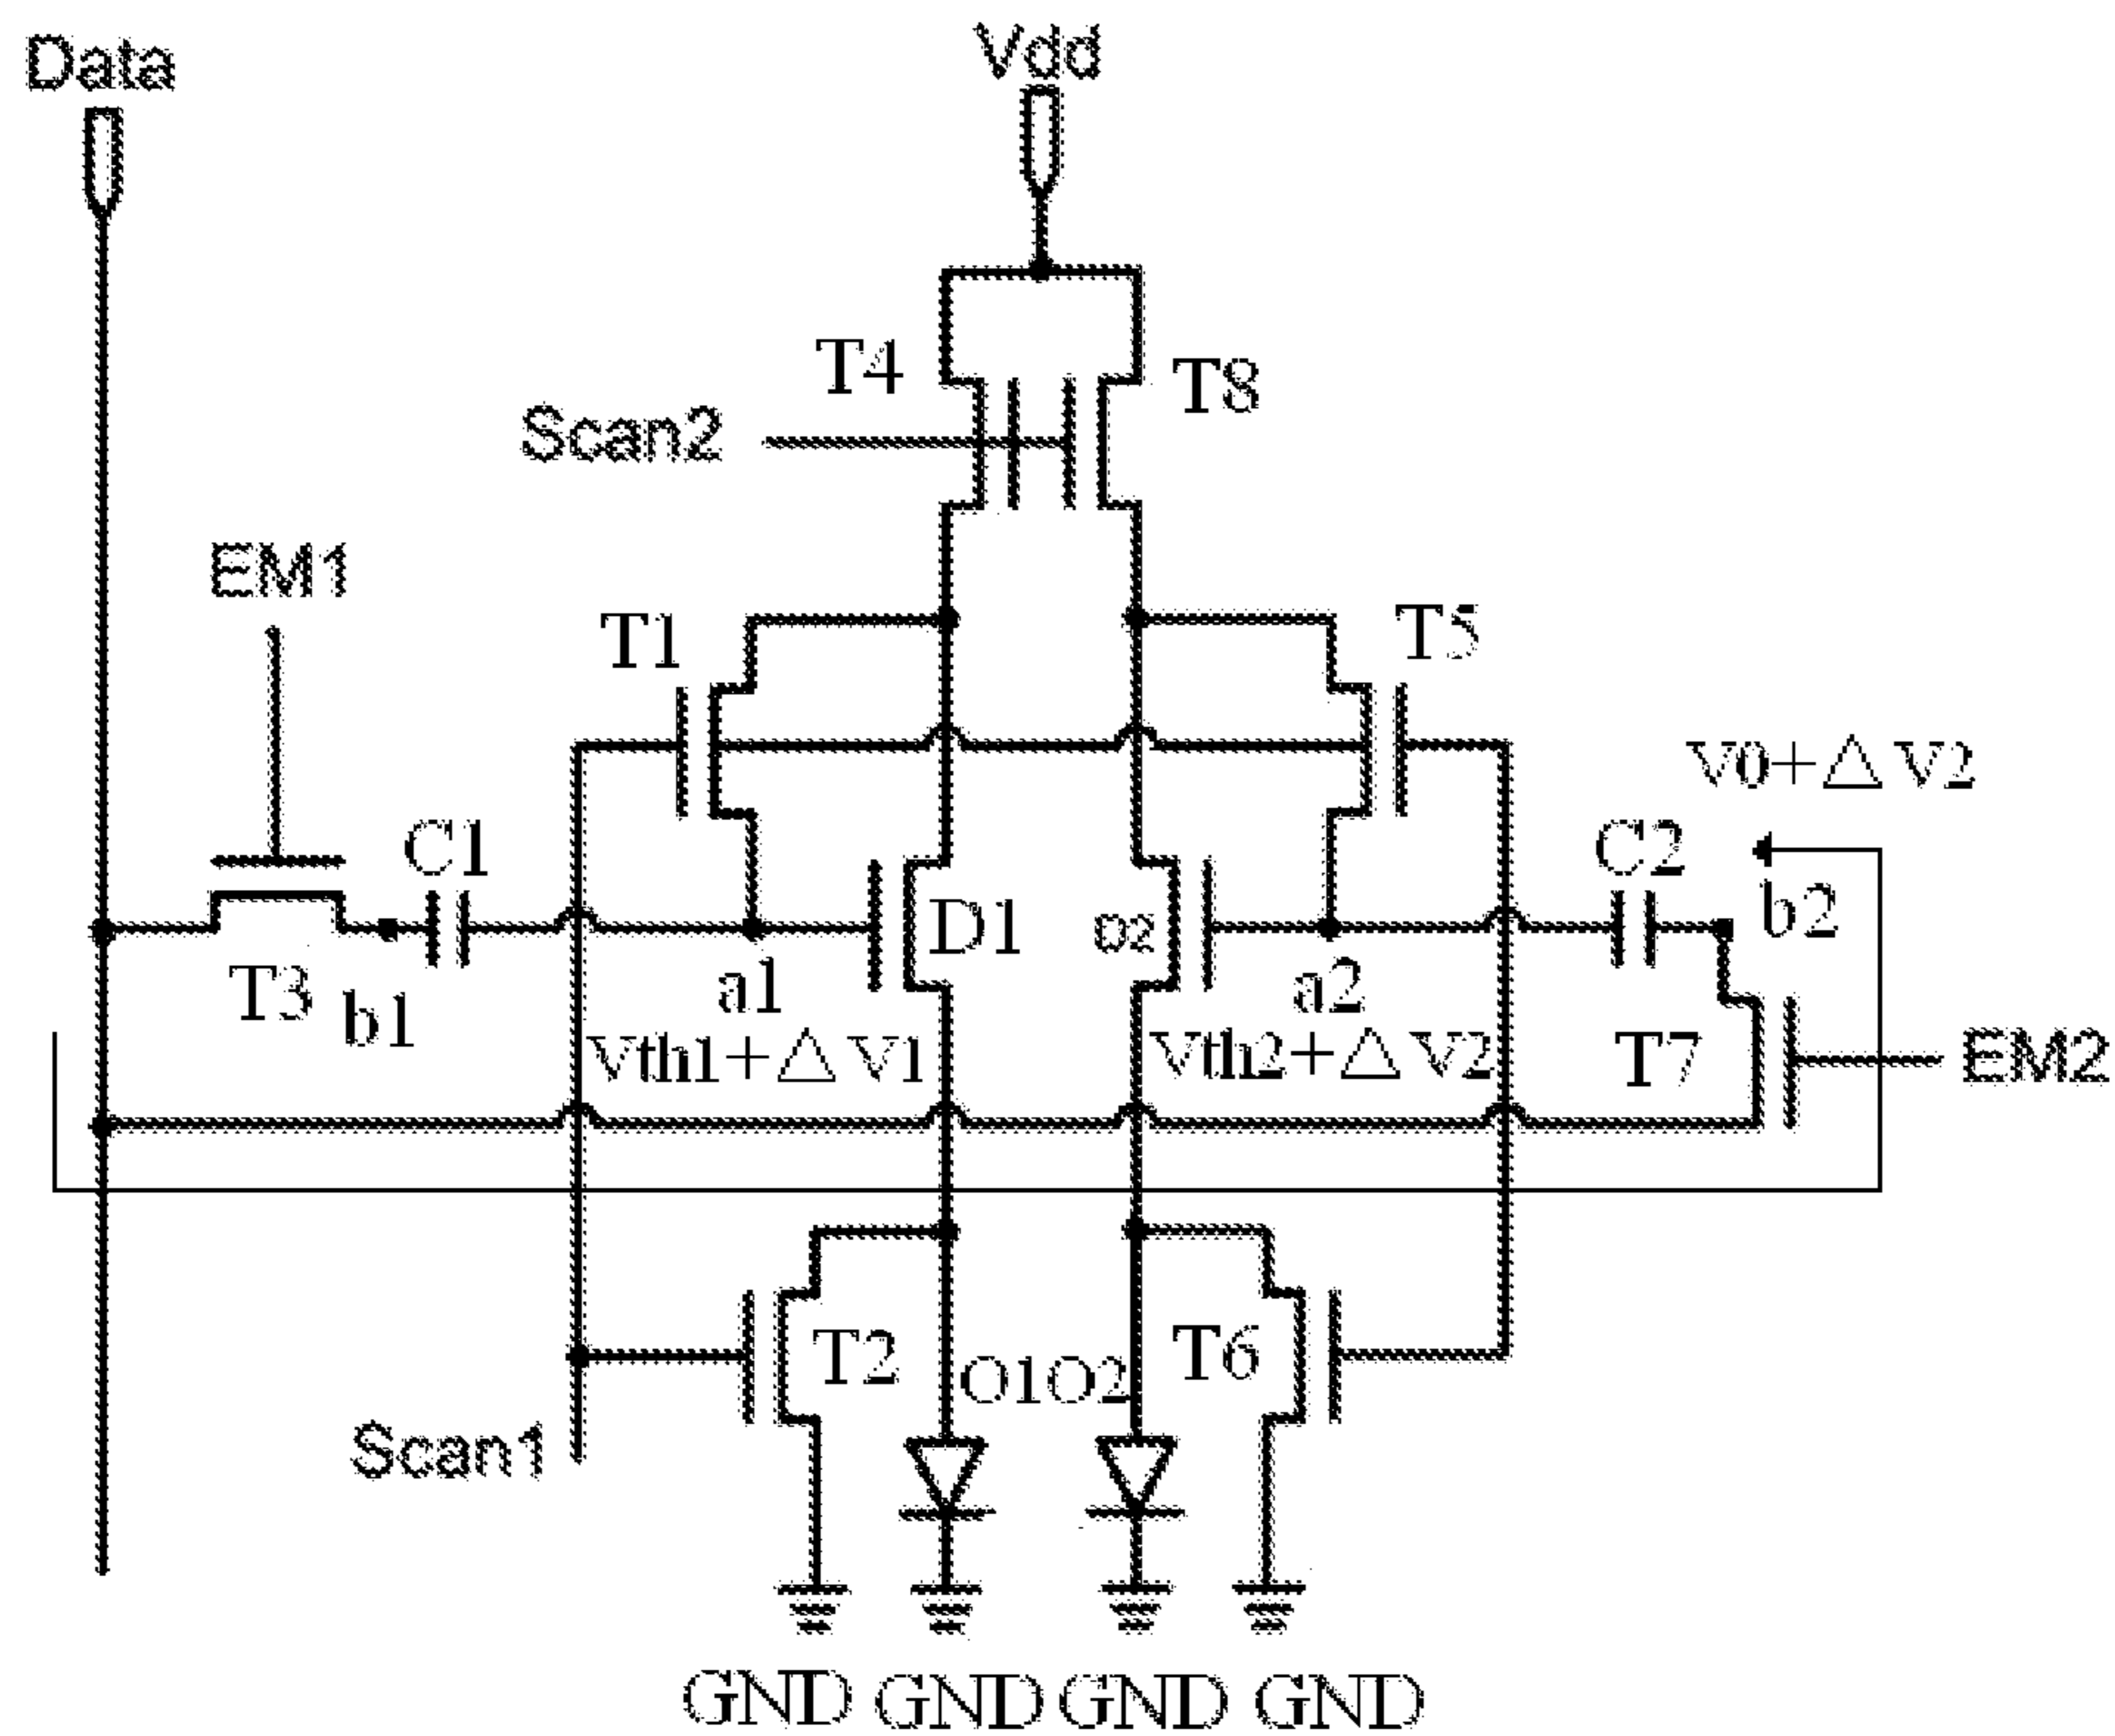 Data
Vdd
T4
T8
Scan2
EM1
T1
T5
V0+△V2
C1
C2
b2
D1
D2
T3
b1
a1
a2
Vth1+△V1
Vth2+△V2
T7
EM2
T2
O1O2
T6
Scan1
GND GND GND GND